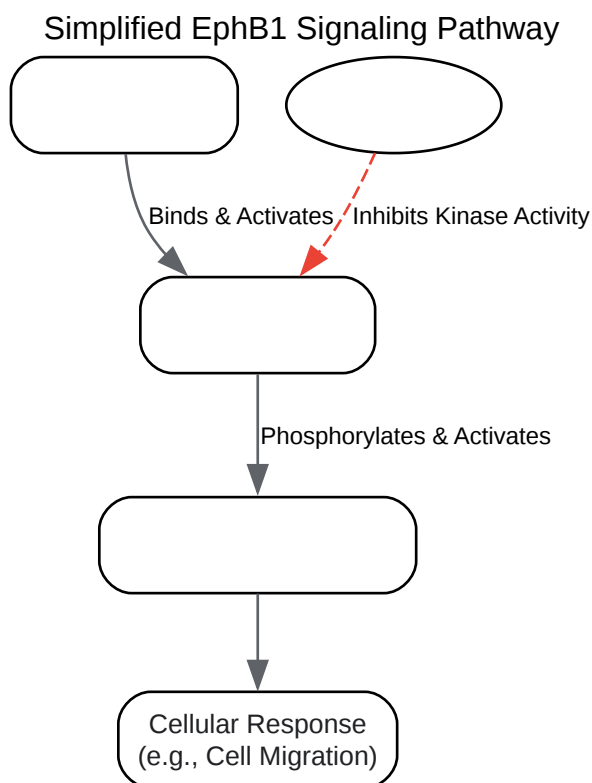 Simplified EphB1 Signaling Pathway
Binds & Activates
Inhibits Kinase Activity
Phosphorylates & Activates
Cellular Response
(e.g., Cell Migration)